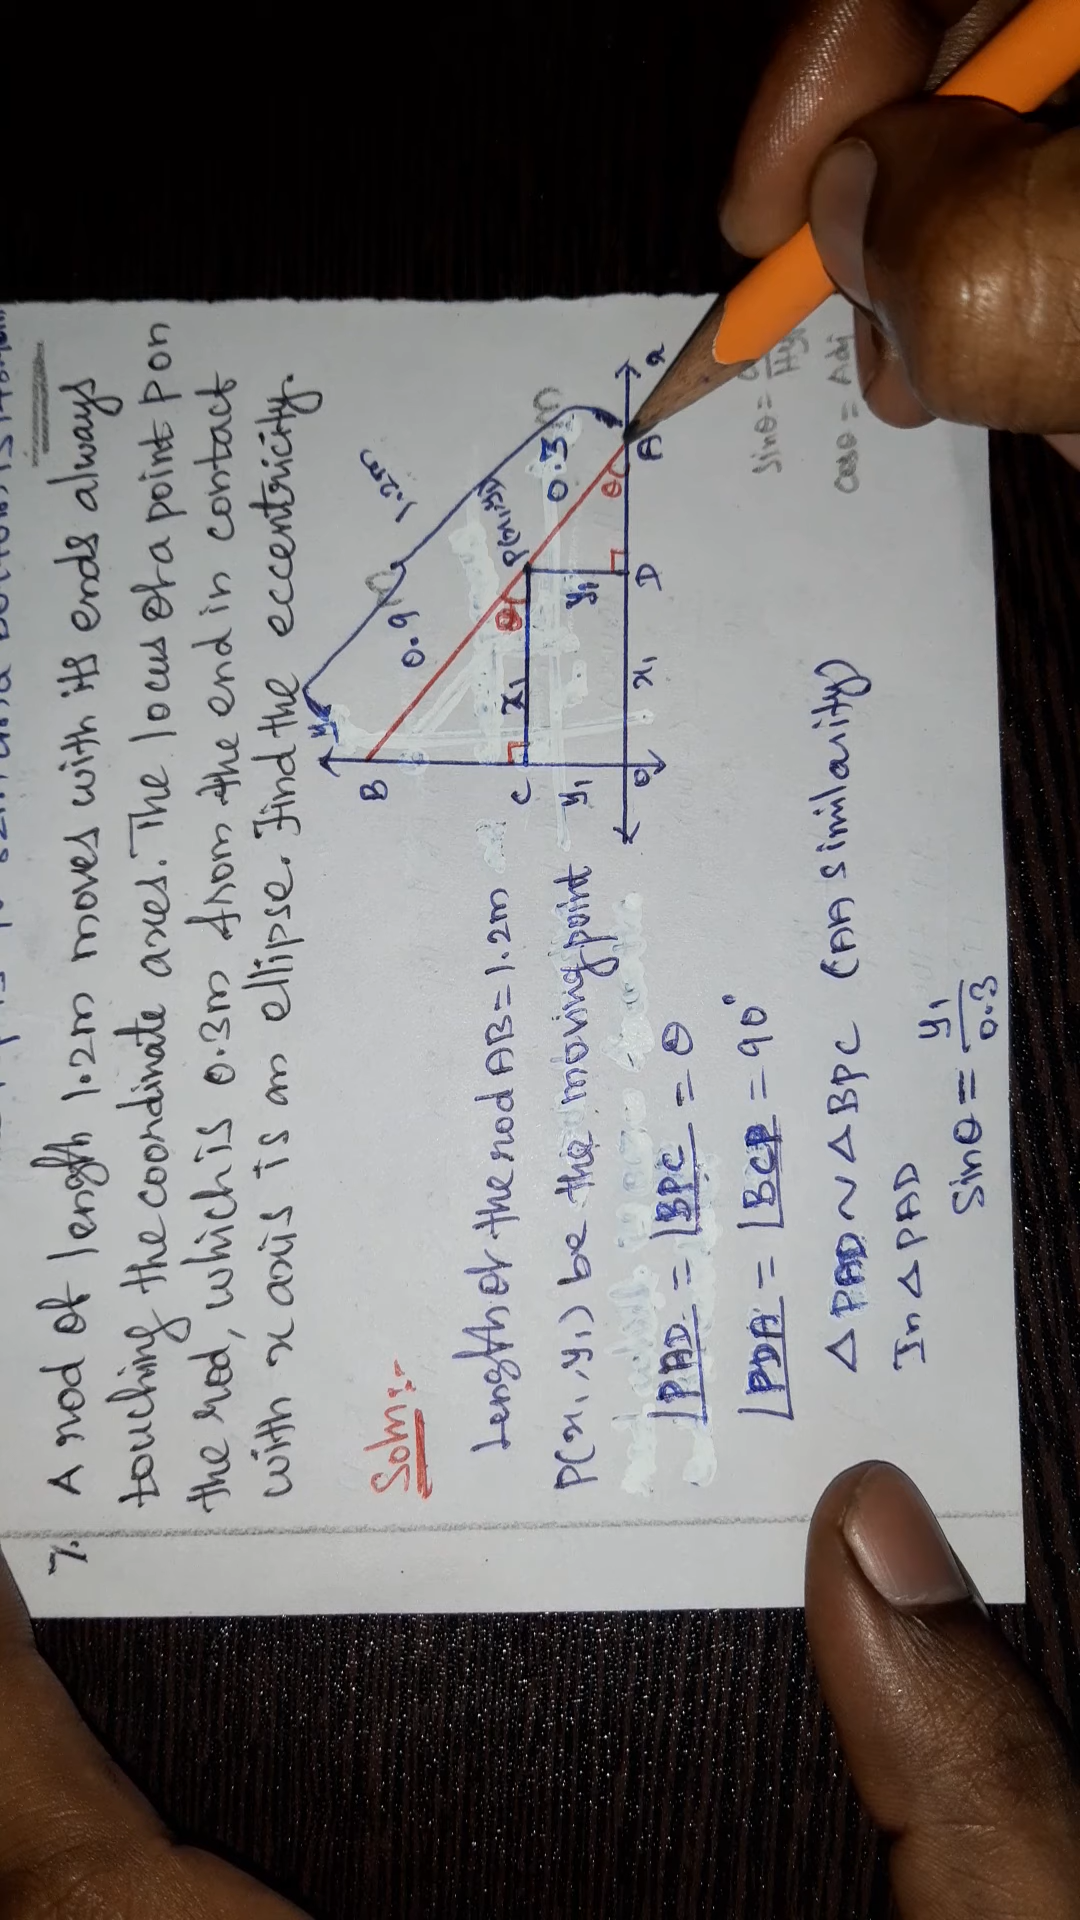 7. A rod of length 1.2m moves with its ends always
touching the coordinate axes. The locus of a point P on
the rod, which is 0.3m from the end in contact
with x axis is an ellipse. Find the eccentricity.
Soln:-
y
1.2m
B
0.9
P(x₁,y₁)
0.3
θ
C
x₁
y₁
y₁
θ
O
x₁
D
A
x
Length of the rod AB = 1.2m
P(x₁,y₁) be the moving point
∠PAD = ∠BPC = θ
∠PDA = ∠BCP = 90°
△PAD ~ △BPC (AA similarity)
In △PAD
Sinθ = y₁/0.3
Sinθ =
Hyp
Cosθ = Adj